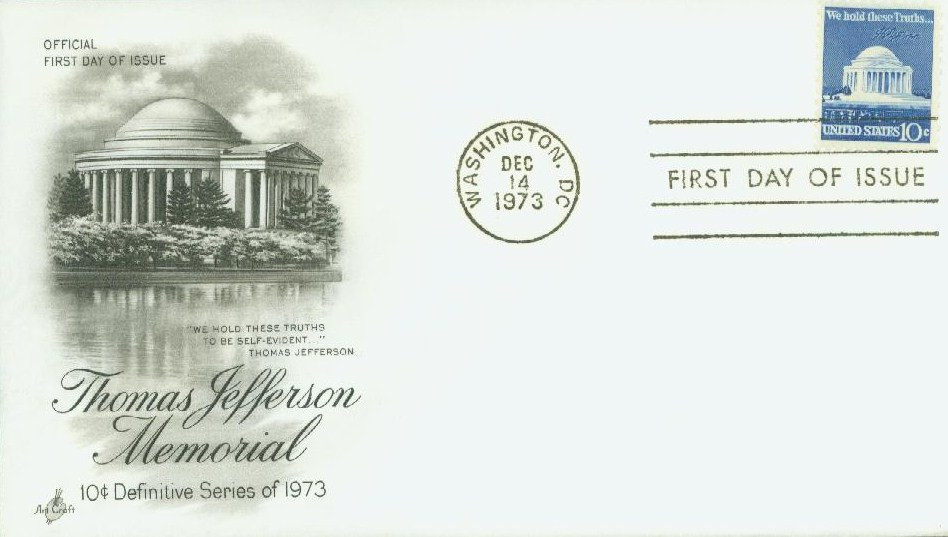 OFFICIAL
FIRST DAY OF ISSUE
"WE HOLD THESE TRUTHS
TO BE SELF-EVIDENT..."
THOMAS JEFFERSON
Thomas Jefferson
Memorial
10¢ Definitive Series of 1973
Art Craft
WASHINGTON, DC
DEC
14
1973
We hold these Truths...
UNITED STATES 10c
FIRST DAY OF ISSUE